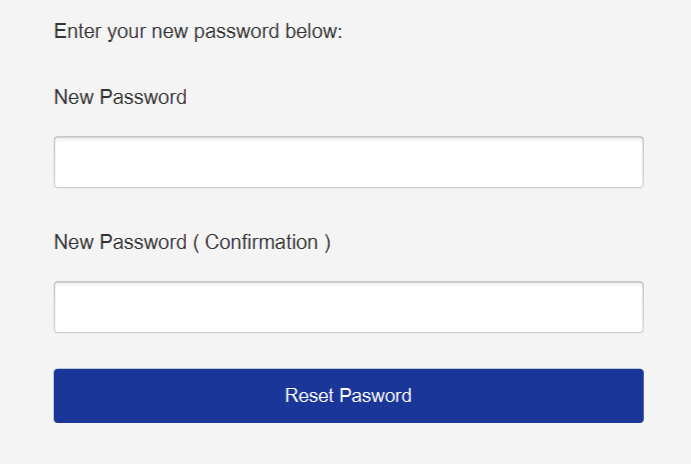 Enter your new password below:
New Password
New Password ( Confirmation )
Reset Pasword